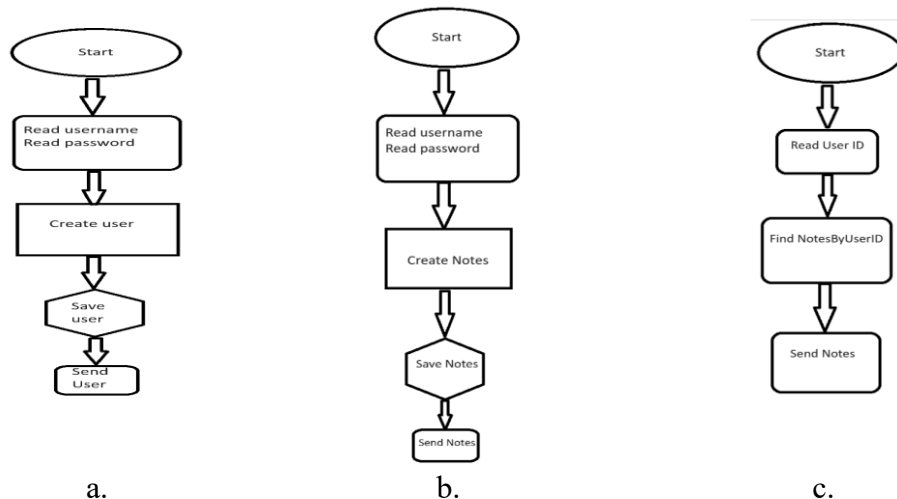 Start
Read username
Read password
Create user
Save
user
Send
User
a.
Start
Read username
Read password
Create Notes
Save Notes
Send Notes
b.
Start
Read User ID
Find NotesByUserID
Send Notes
c.